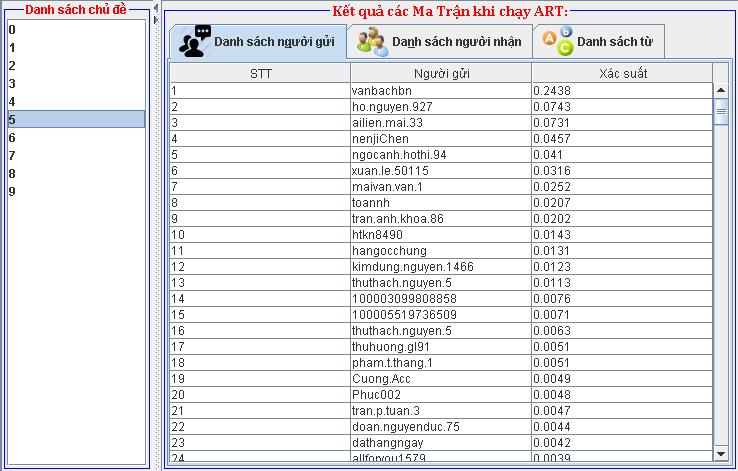 Danh sách chủ đề
0
1
2
3
4
5
6
7
8
9
Kết quả các Ma Trận khi chạy ART:
Danh sách người gửi
Danh sách người nhận
Danh sách từ
STT Người gửi Xác suất
1 vanbachbn 0.2438
2 ho.nguyen.927 0.0743
3 ailien.mai.33 0.0731
4 nenjiChen 0.0457
5 ngocanh.hothi.94 0.041
6 xuan.le.50115 0.0316
7 maivan.van.1 0.0252
8 toannh 0.0207
9 tran.anh.khoa.86 0.0202
10 htkn8490 0.0143
11 hangocchung 0.0131
12 kimdung.nguyen.1466 0.0123
13 thuthach.nguyen.5 0.0113
14 100003099808858 0.0076
15 100005519736509 0.0071
16 thuthach.nguyen.5 0.0063
17 thuhuong.gl91 0.0051
18 pham.t.thang.1 0.0051
19 Cuong.Acc 0.0049
20 Phuc002 0.0048
21 tran.p.tuan.3 0.0047
22 doan.nguyenduc.75 0.0044
23 dathangngay 0.0042
24 allforyou1579 0.0039